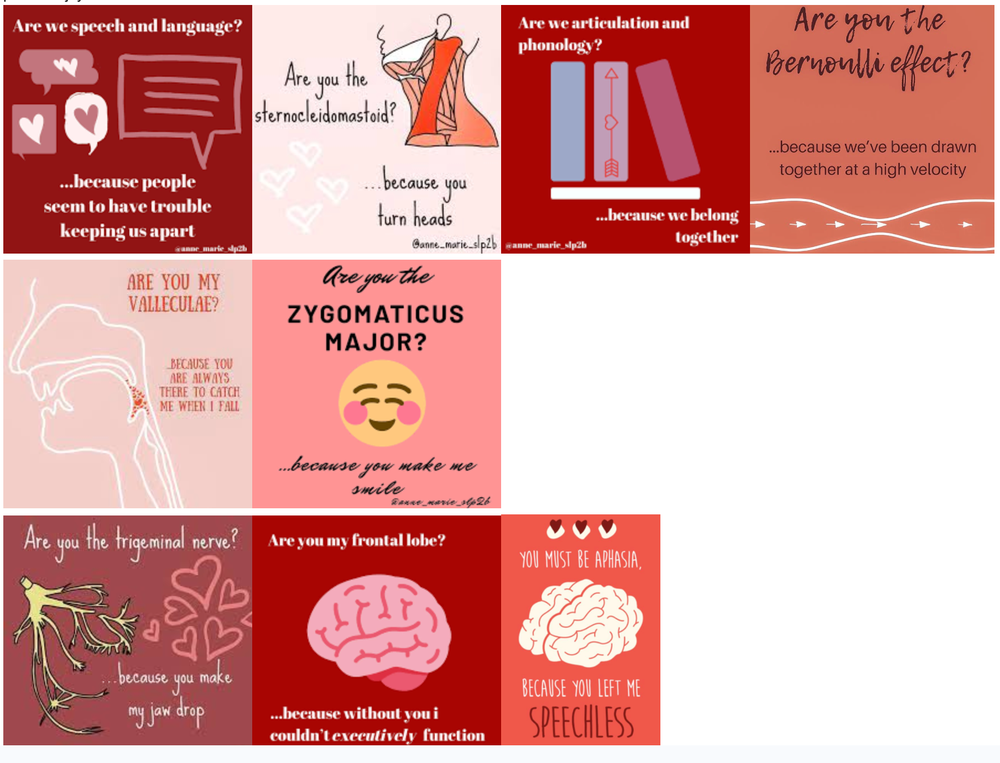 Are we speech and language?
...because people
seem to have trouble
keeping us apart
@anne_marie_slp2b
Are you the
sternocleidomastoid?
...because you
turn heads
@anne_marie_slp2b
Are we articulation and
phonology?
...because we belong
together
@anne_marie_slp2b
Are you the
Bernoulli effect?
...because we've been drawn
together at a high velocity
ARE YOU MY
VALLECULAE?
...BECAUSE YOU
ARE ALWAYS
THERE TO CATCH
ME WHEN I FALL
Are you the
ZYGOMATICUS
MAJOR?
...because you make me
smile
@anne_marie_slp2b
Are you the trigeminal nerve?
...because you make
my jaw drop
Are you my frontal lobe?
...because without you i
couldn't executively function
YOU MUST BE APHASIA,
BECAUSE YOU LEFT ME
SPEECHLESS